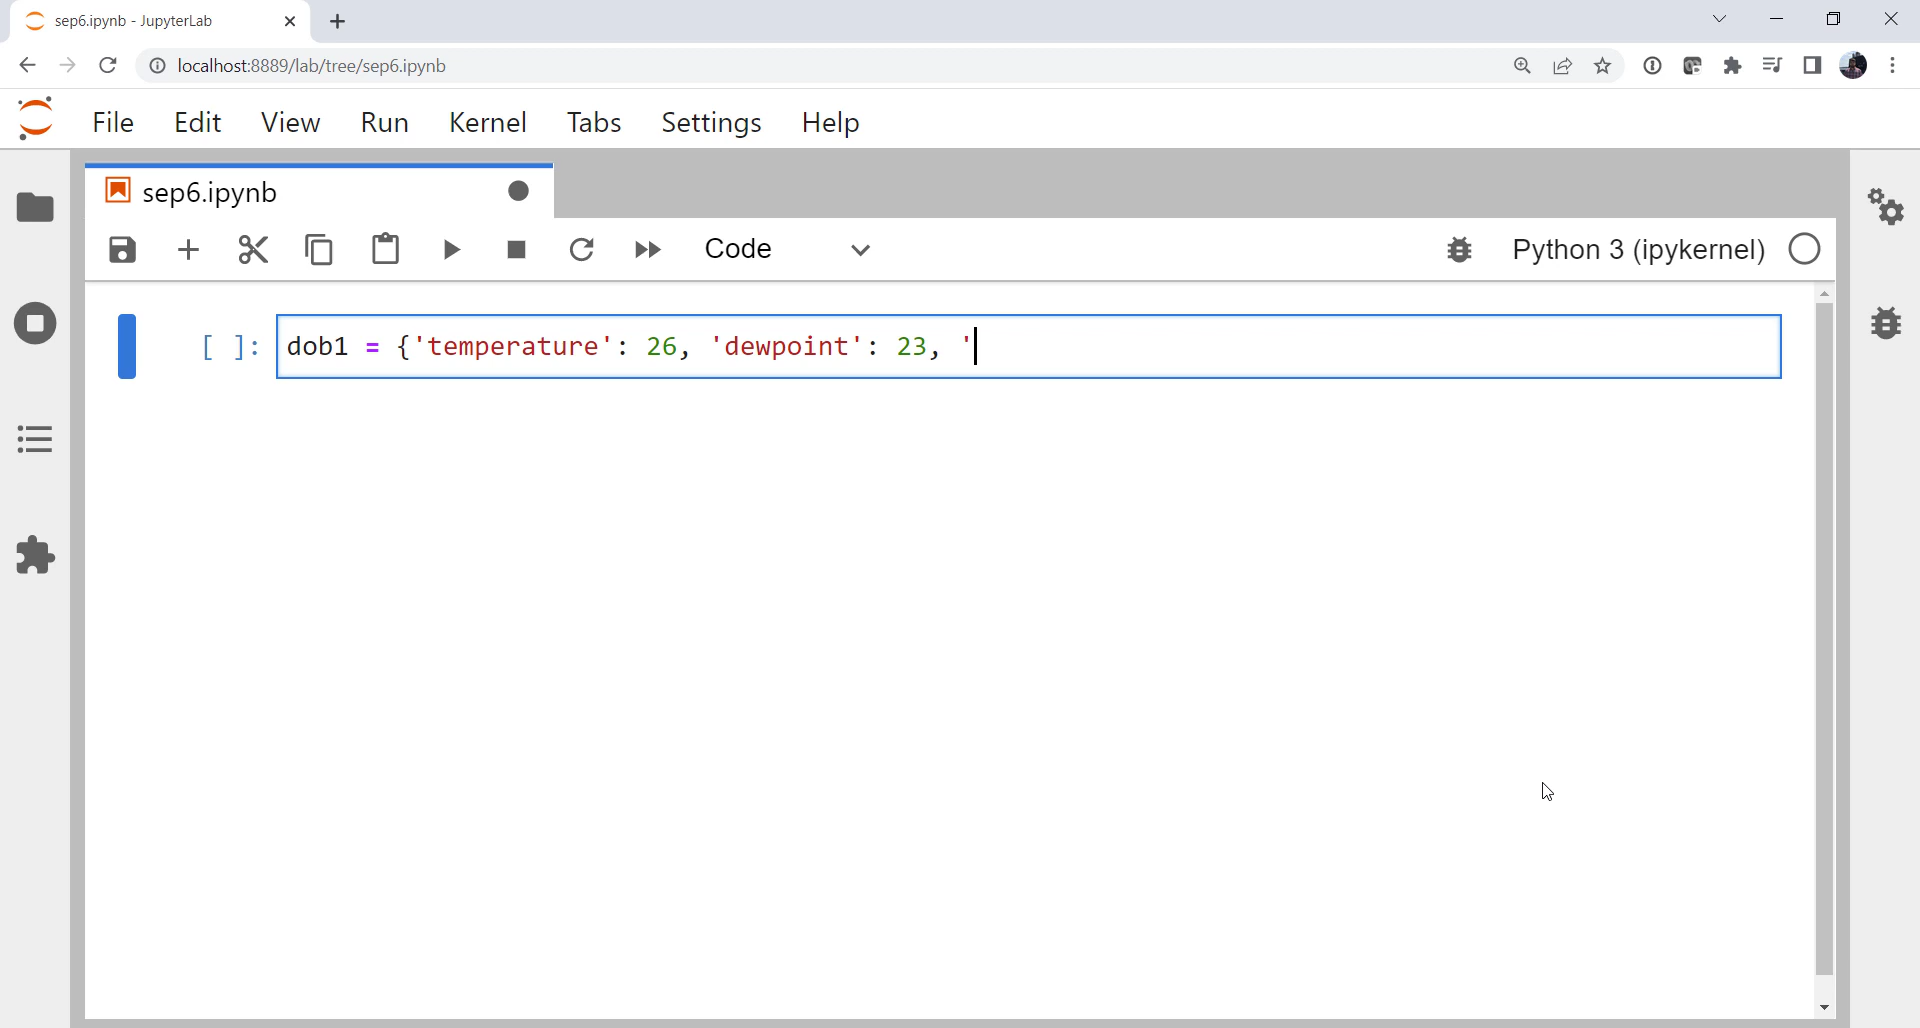 sep6.ipynb - JupyterLab
localhost:8889/lab/tree/sep6.ipynb
File Edit View Run Kernel Tabs Settings Help
sep6.ipynb
Code Python 3 (ipykernel)
[ ]: dob1 = {'temperature': 26, 'dewpoint': 23, '